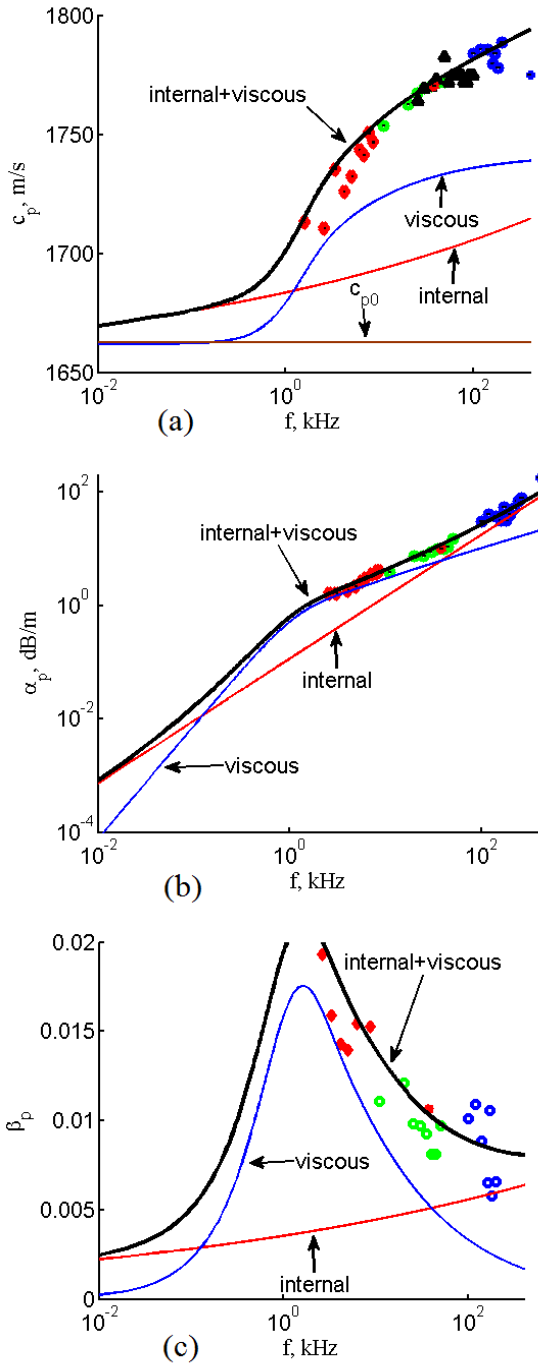 1800
internal+viscous
1750
c_p, m/s
viscous
1700
internal
c_p0
1650
10^-2
10^0
10^2
f, kHz
(a)
10^2
internal+viscous
10^0
α_p, dB/m
internal
10^-2
viscous
10^-4
10^-2
10^0
10^2
f, kHz
(b)
0.02
internal+viscous
0.015
0.01
β_p
viscous
0.005
internal
0
10^-2
10^0
10^2
f, kHz
(c)